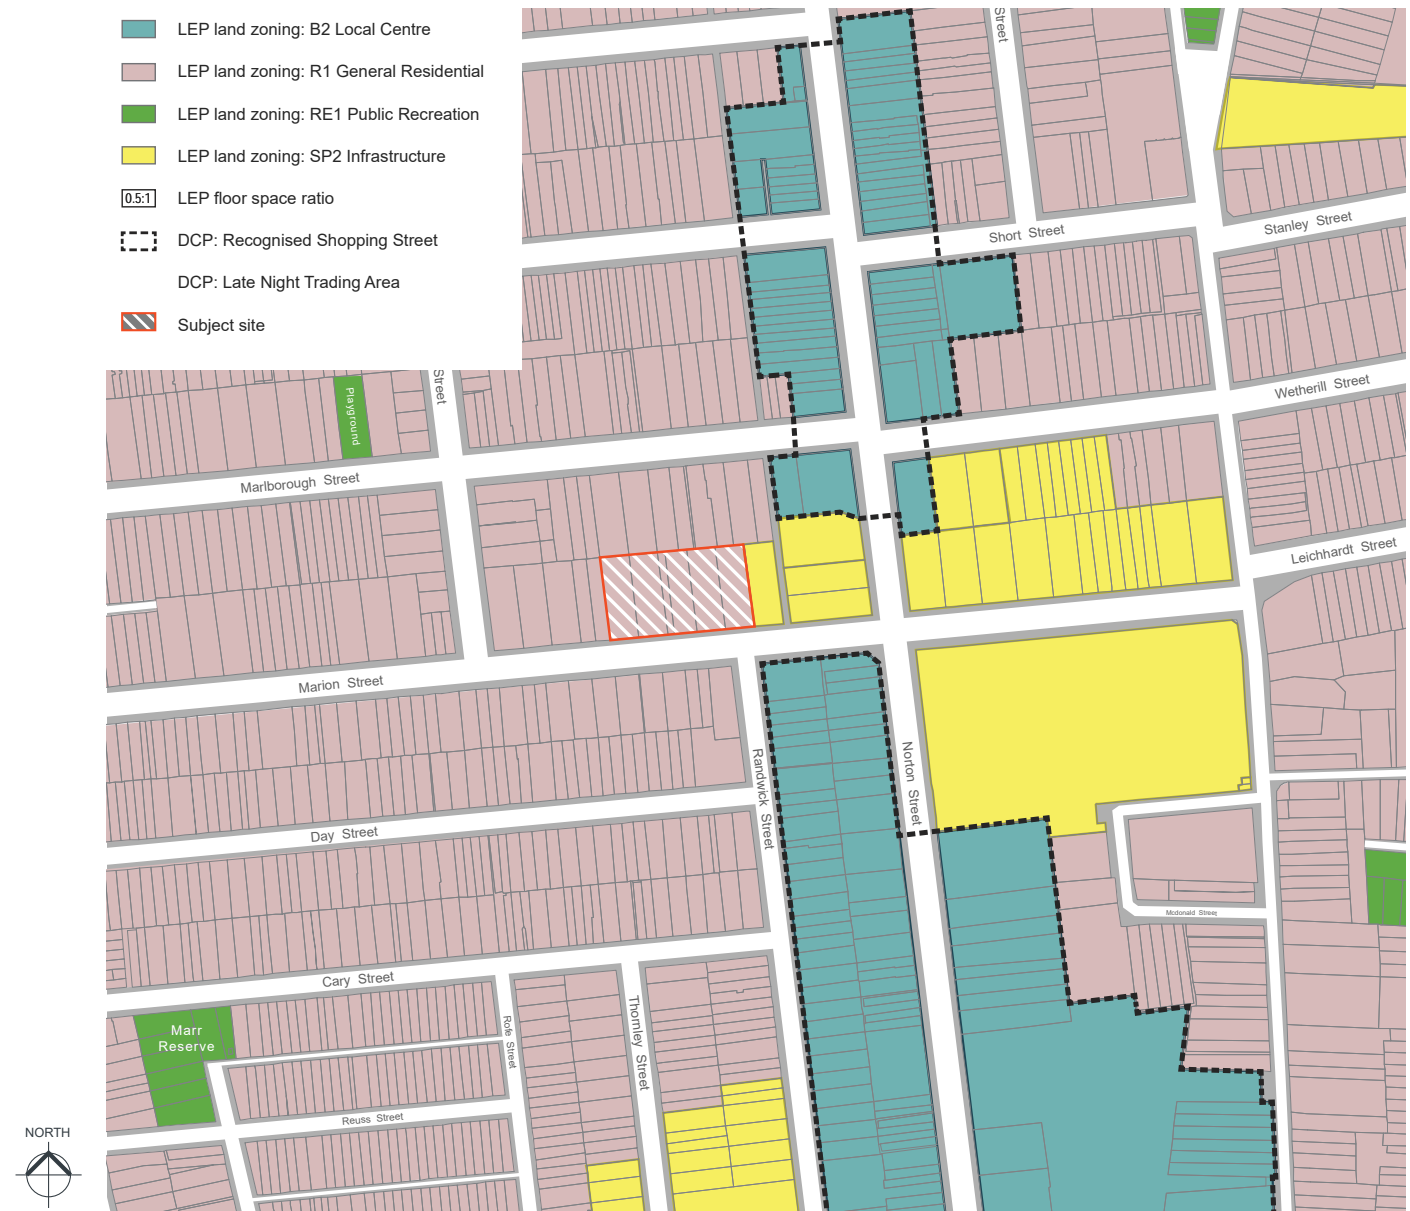 LEP land zoning: B2 Local Centre
LEP land zoning: R1 General Residential
LEP land zoning: RE1 Public Recreation
LEP land zoning: SP2 Infrastructure
0.5:1 LEP floor space ratio
DCP: Recognised Shopping Street
DCP: Late Night Trading Area
Subject site
Street
Stanley Street
Short Street
Street
Playground
Wetherill Street
Marlborough Street
Leichhardt Street
Marion Street
Randwick Street
Norton Street
Day Street
Mcdonald Street
Cary Street
Marr
Reserve
Rofe Street
Thornley Street
Reuss Street
NORTH